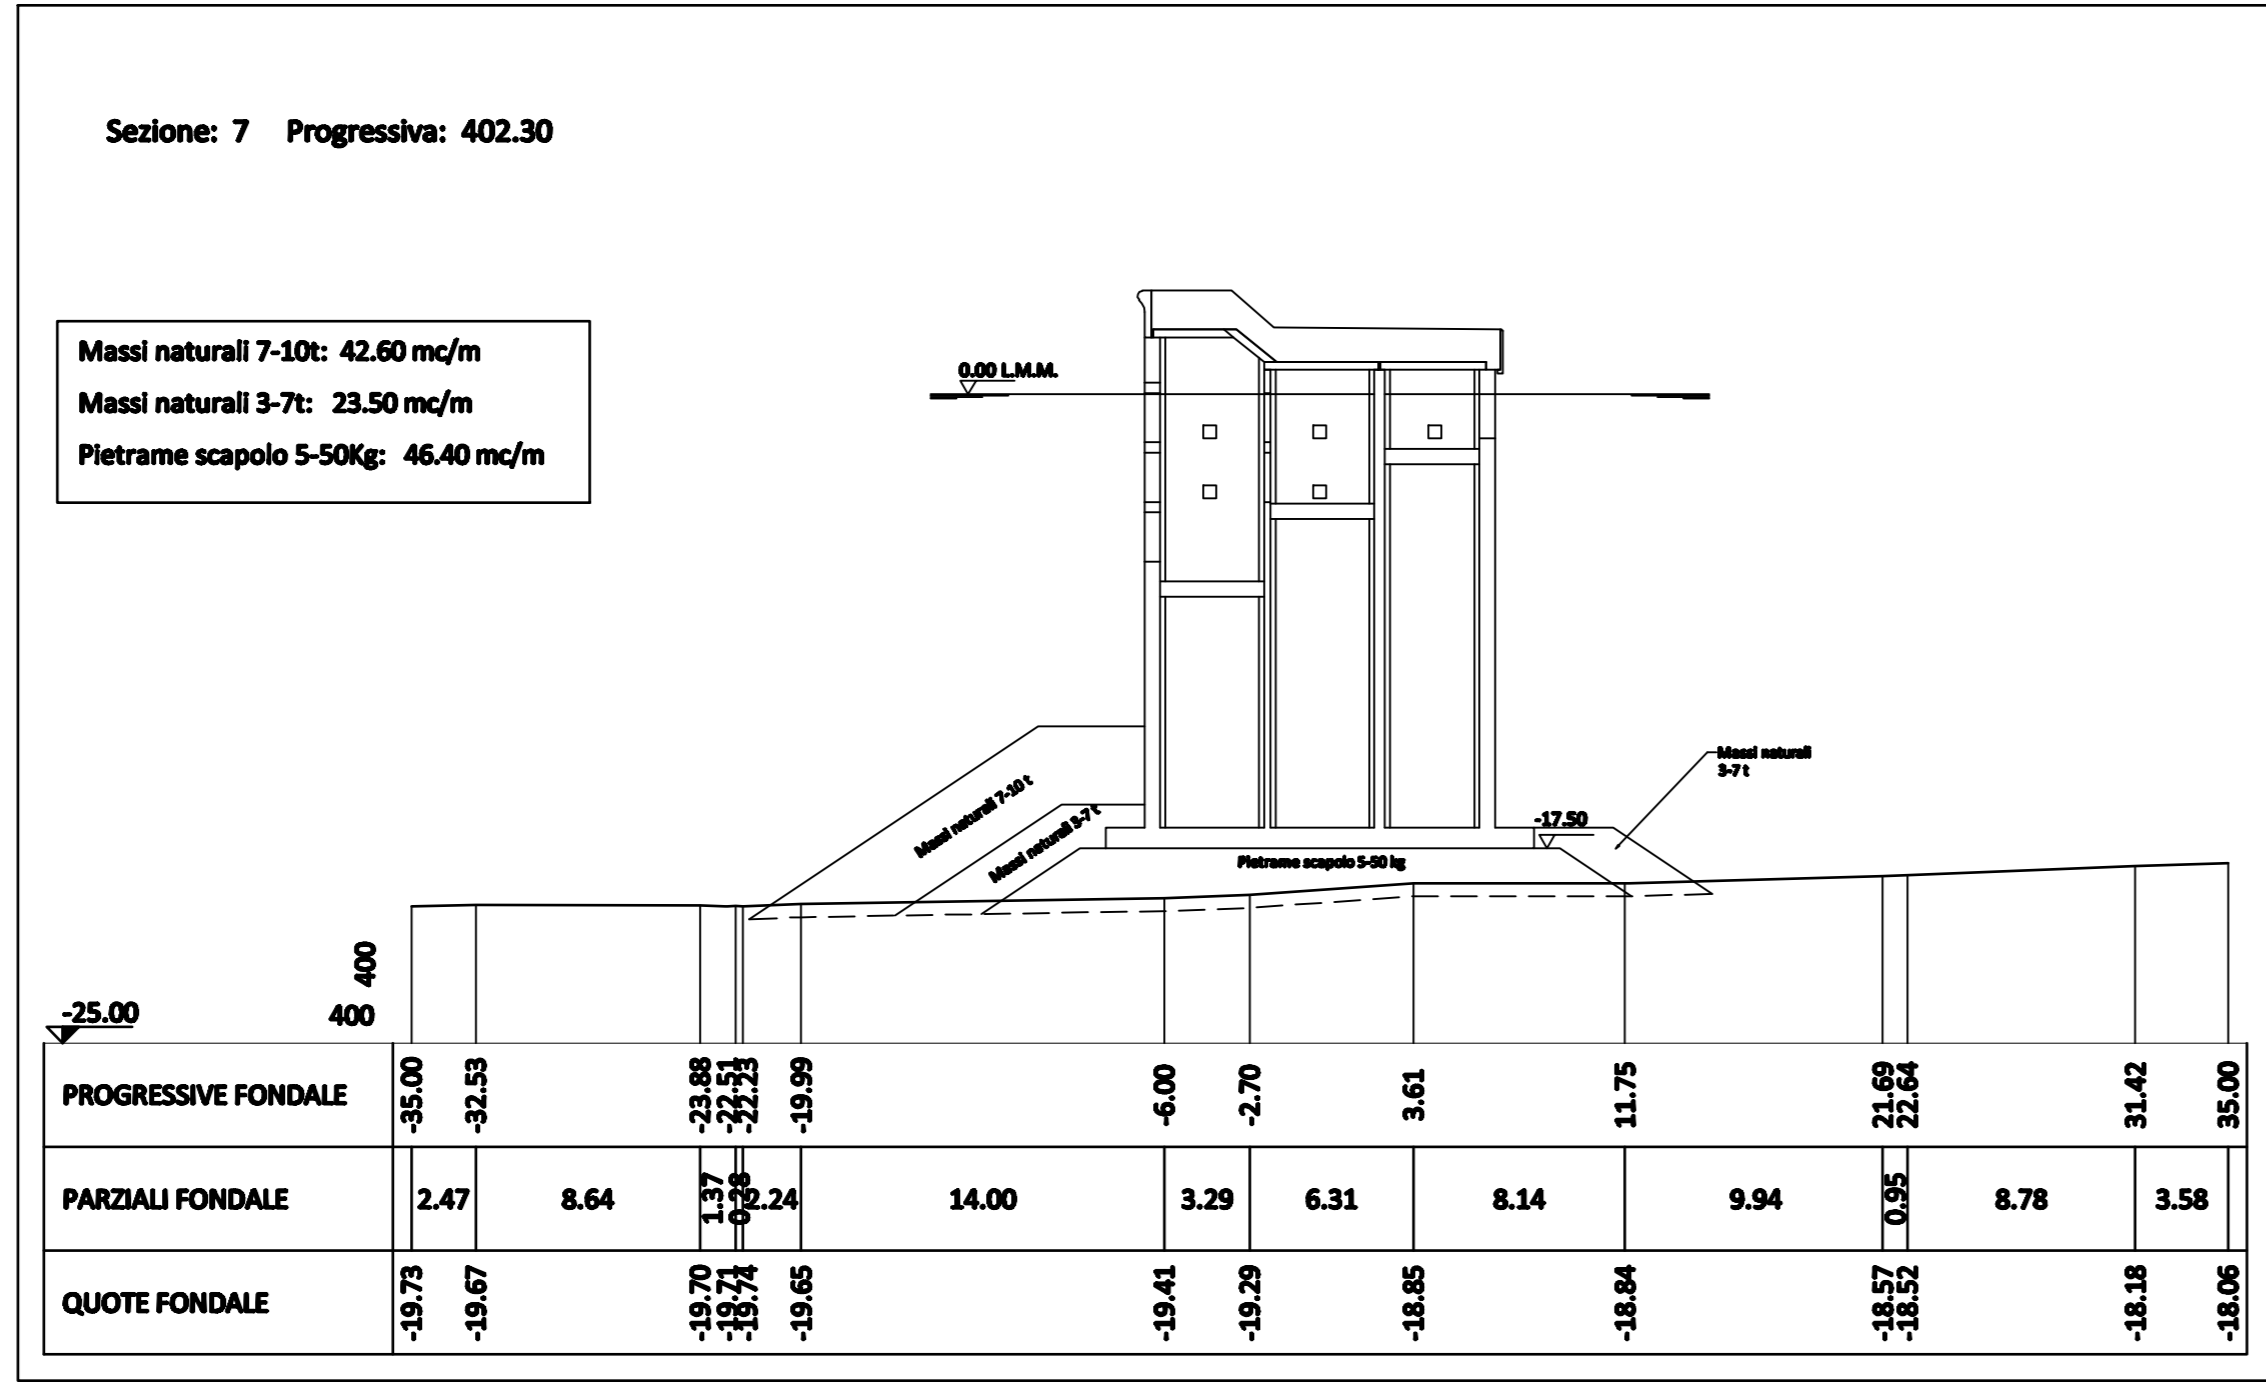 Sezione: 7 Progressiva: 402.30
Massi naturali 7-10t: 42.60 mc/m
Massi naturali 3-7t: 23.50 mc/m
Pietrame scapolo 5-50Kg: 46.40 mc/m
0.00 L.M.M.
Massi naturali
3-7 t
Massi naturali 7-10 t
Massi naturali 3-7 t
-17.50
Pietrame scapolo 5-50 kg
400
400
-25.00
PROGRESSIVE FONDALE -35.00 -32.53 -23.88 -22.51 -22.23 -19.99 -6.00 -2.70 3.61 11.75 21.69 22.64 31.42 35.00
PARZIALI FONDALE 2.47 8.64 1.37 0.28 2.24 14.00 3.29 6.31 8.14 9.94 0.95 8.78 3.58
QUOTE FONDALE -19.73 -19.67 -19.70 -19.71 -19.74 -19.65 -19.41 -19.29 -18.85 -18.84 -18.57 -18.52 -18.18 -18.06